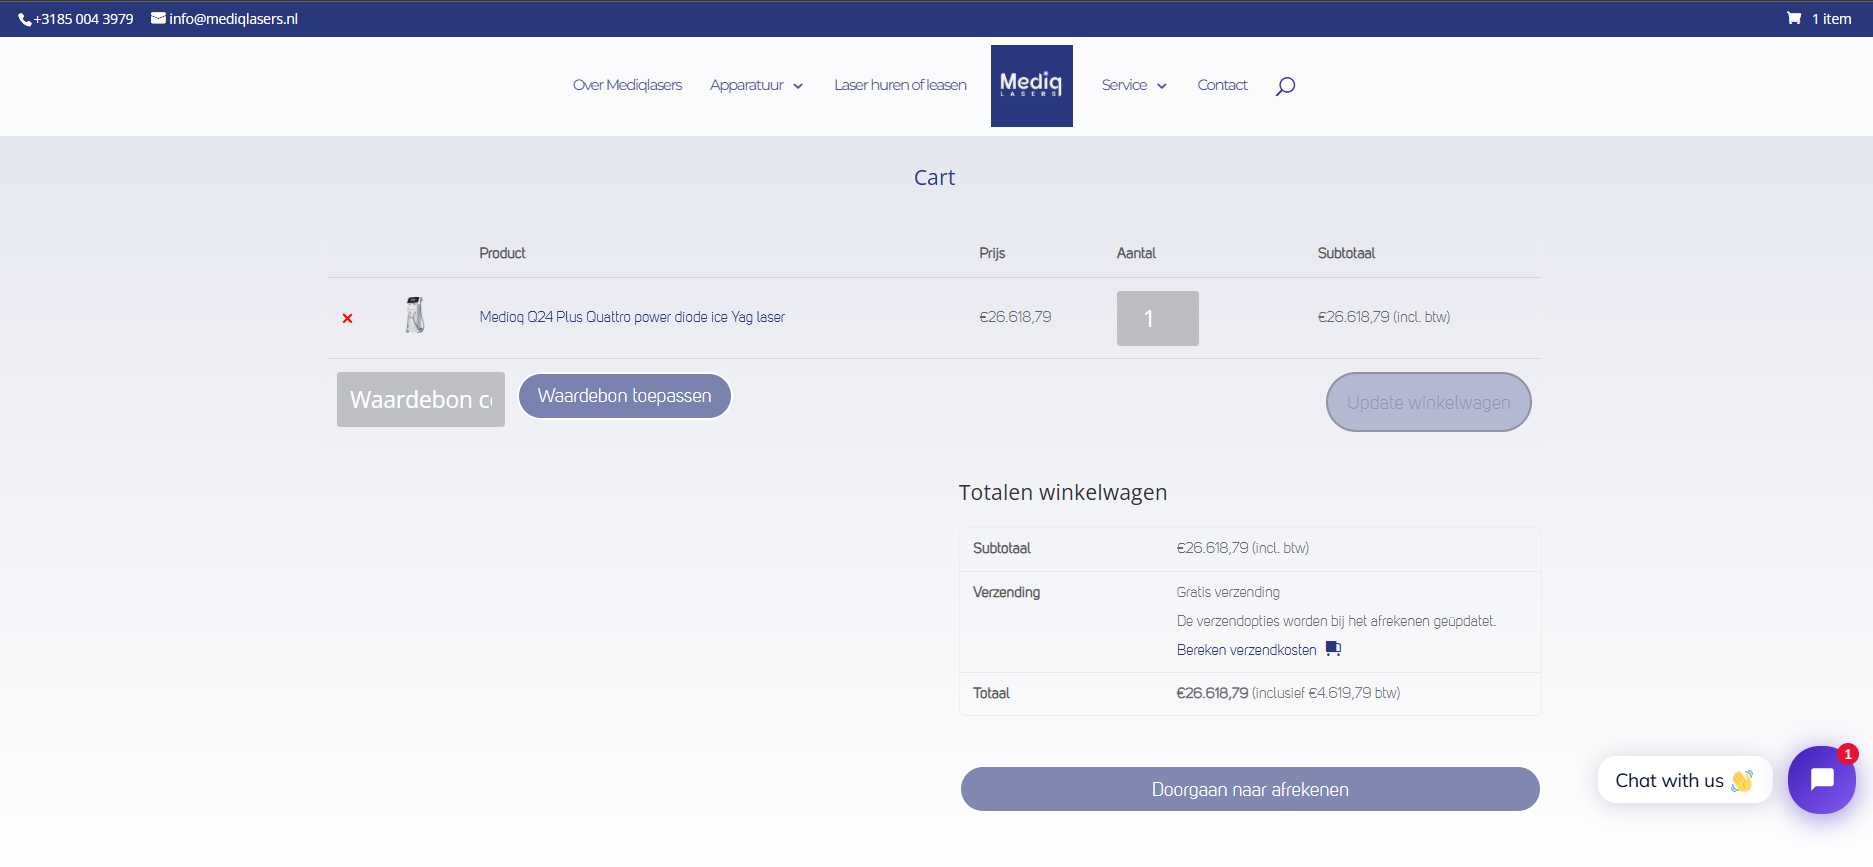 +3185 004 3979 info@mediqlasers.nl 1 item
Over Mediqlasers Apparatuur Laser huren of leasen Mediq LASERS Service Contact
Cart
Product Prijs Aantal Subtotaal
× Medioq Q24 Plus Quattro power diode ice Yag laser €26.618,79 1 €26.618,79 (incl. btw)
Waardebon Waardebon toepassen Update winkelwagen
Totalen winkelwagen
Subtotaal €26.618,79 (incl. btw)
Verzending Gratis verzending
De verzendopties worden bij het afrekenen geüpdatet.
Bereken verzendkosten
Totaal €26.618,79 (inclusief €4.619,79 btw)
1
Chat with us 👋
Doorgaan naar afrekenen